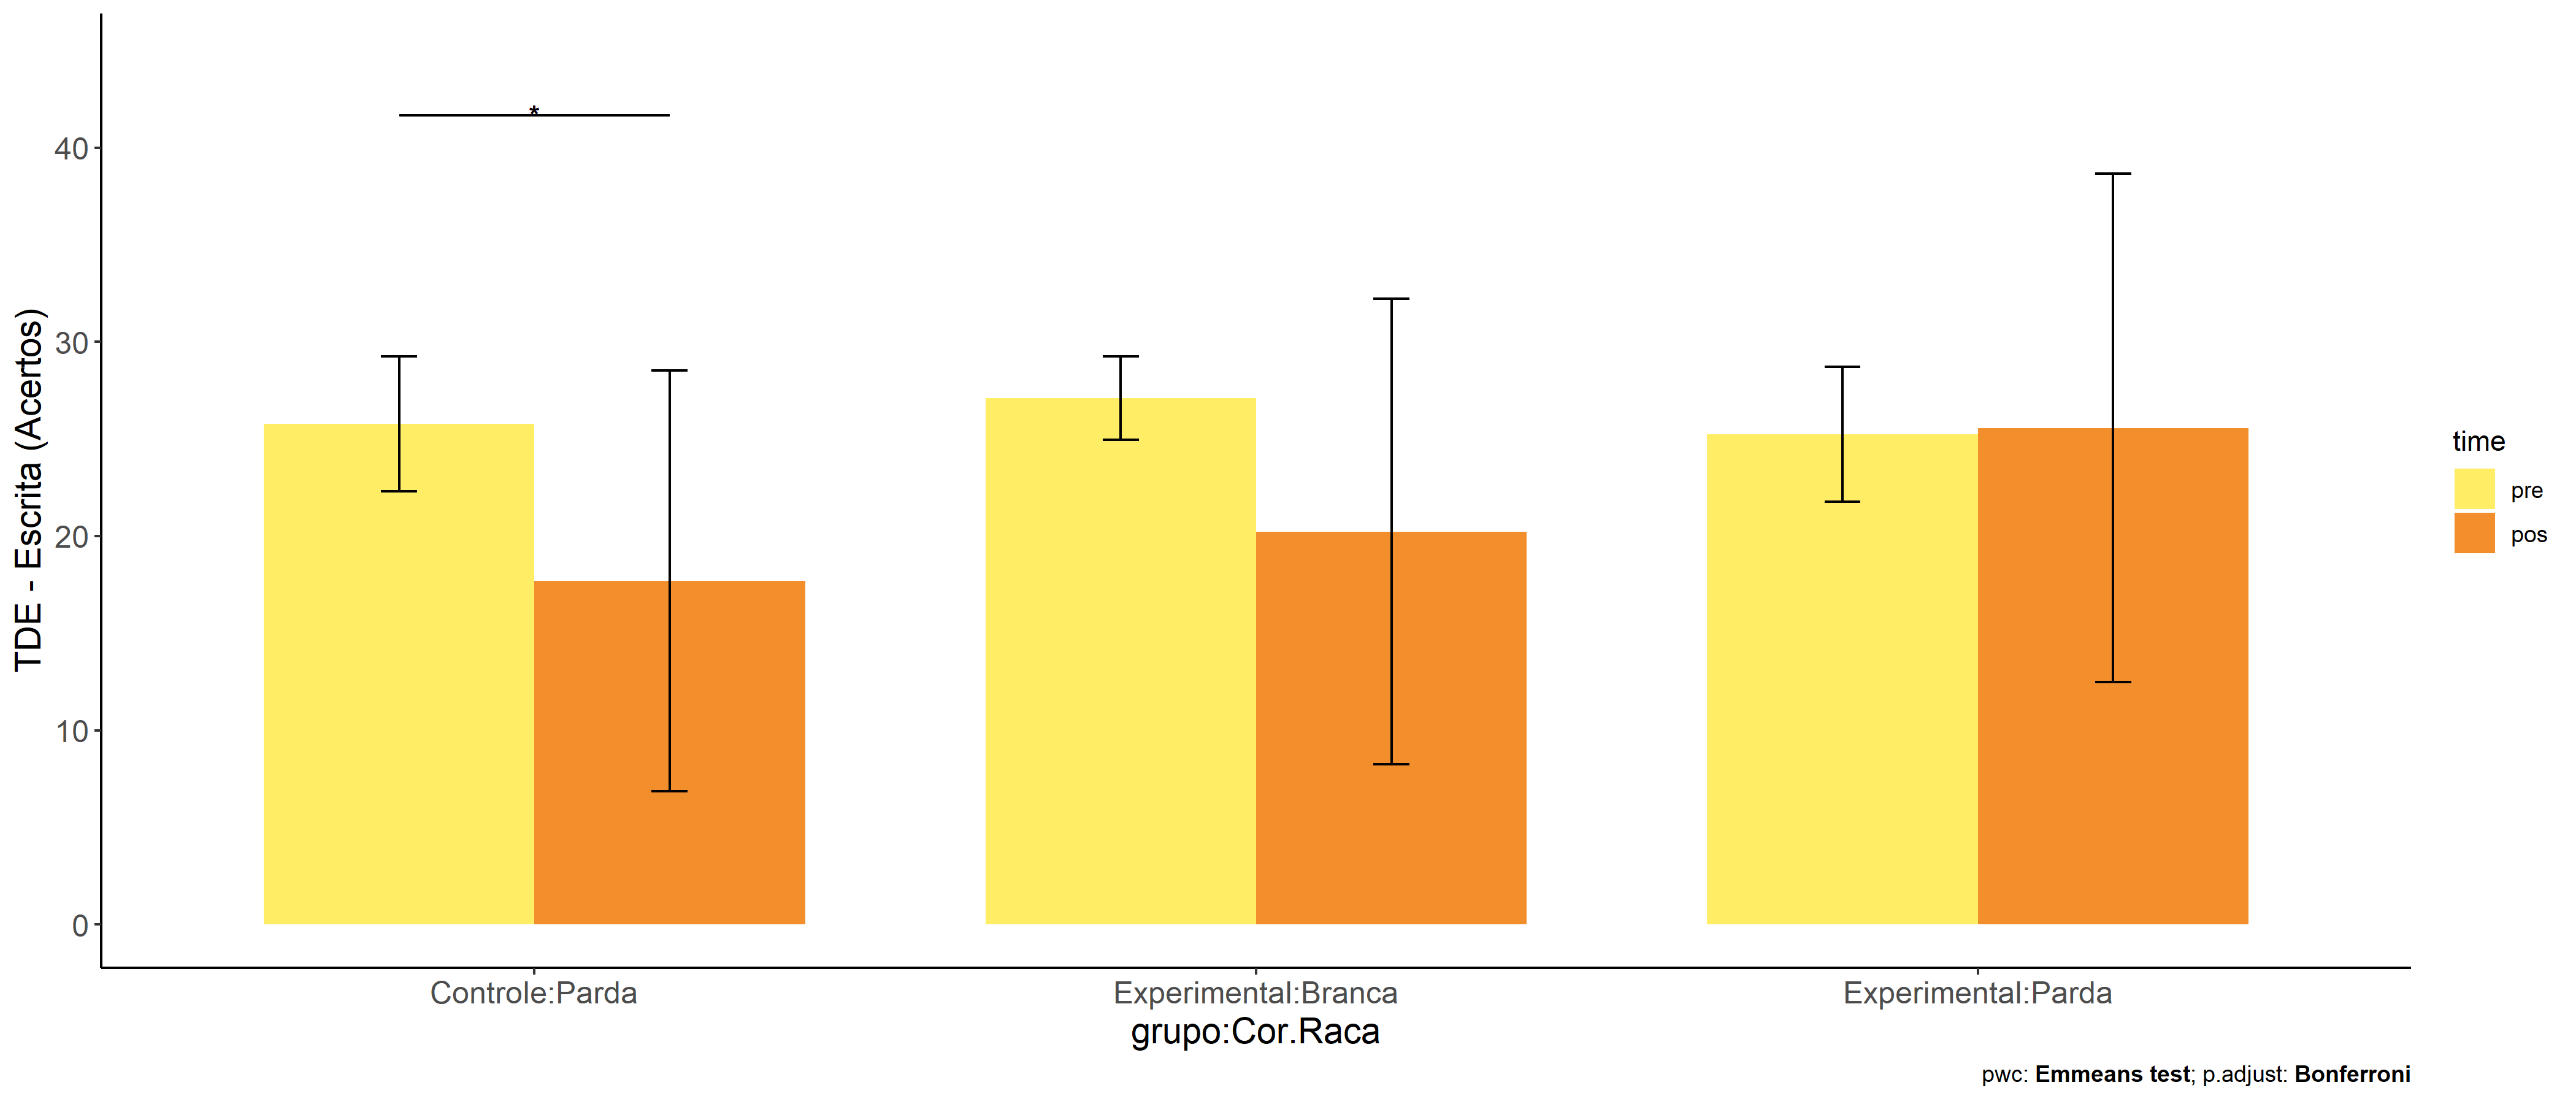 *
TDE - Escrita (Acertos)
40
30
20
10
0
Controle:Parda
Experimental:Branca
Experimental:Parda
grupo:Cor.Raca
time
pre
pos
pwc: Emmeans test; p.adjust: Bonferroni